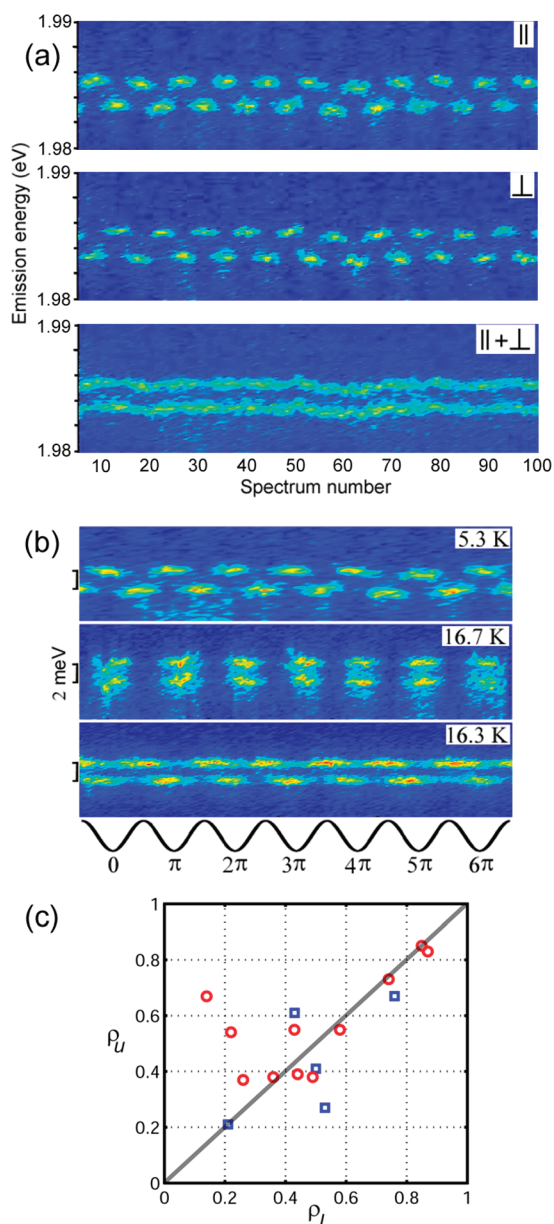 (a)
1.99
||
1.98
1.99
⊥
1.98
1.99
|| + ⊥
1.98
Emission energy (eV)
10 20 30 40 50 60 70 80 90 100
Spectrum number
(b)
5.3 K
16.7 K
2 meV
16.3 K
0 π 2π 3π 4π 5π 6π
(c)
1
0.8
0.6
0.4
0.2
0
ρu
0 0.2 0.4 0.6 0.8 1
ρl